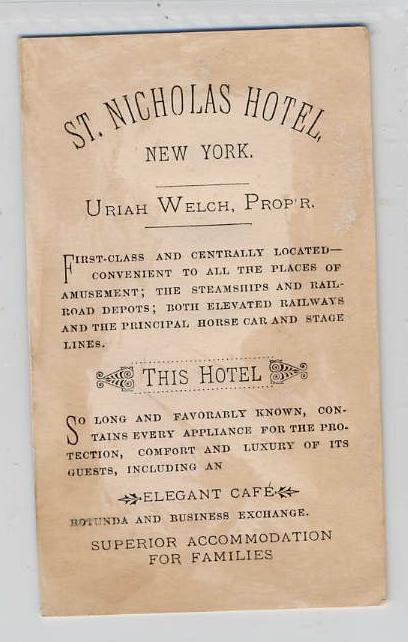 ST. NICHOLAS HOTEL,
NEW YORK.
URIAH WELCH, PROP'R.
FIRST-CLASS AND CENTRALLY LOCATED—
CONVENIENT TO ALL THE PLACES OF
AMUSEMENT; THE STEAMSHIPS AND RAIL-
ROAD DEPOTS; BOTH ELEVATED RAILWAYS
AND THE PRINCIPAL HORSE CAR AND STAGE
LINES.
THIS HOTEL
SO LONG AND FAVORABLY KNOWN, CON-
TAINS EVERY APPLIANCE FOR THE PRO-
TECTION, COMFORT AND LUXURY OF ITS
GUESTS, INCLUDING AN
ELEGANT CAFÉ
ROTUNDA AND BUSINESS EXCHANGE.
SUPERIOR ACCOMMODATION
FOR FAMILIES